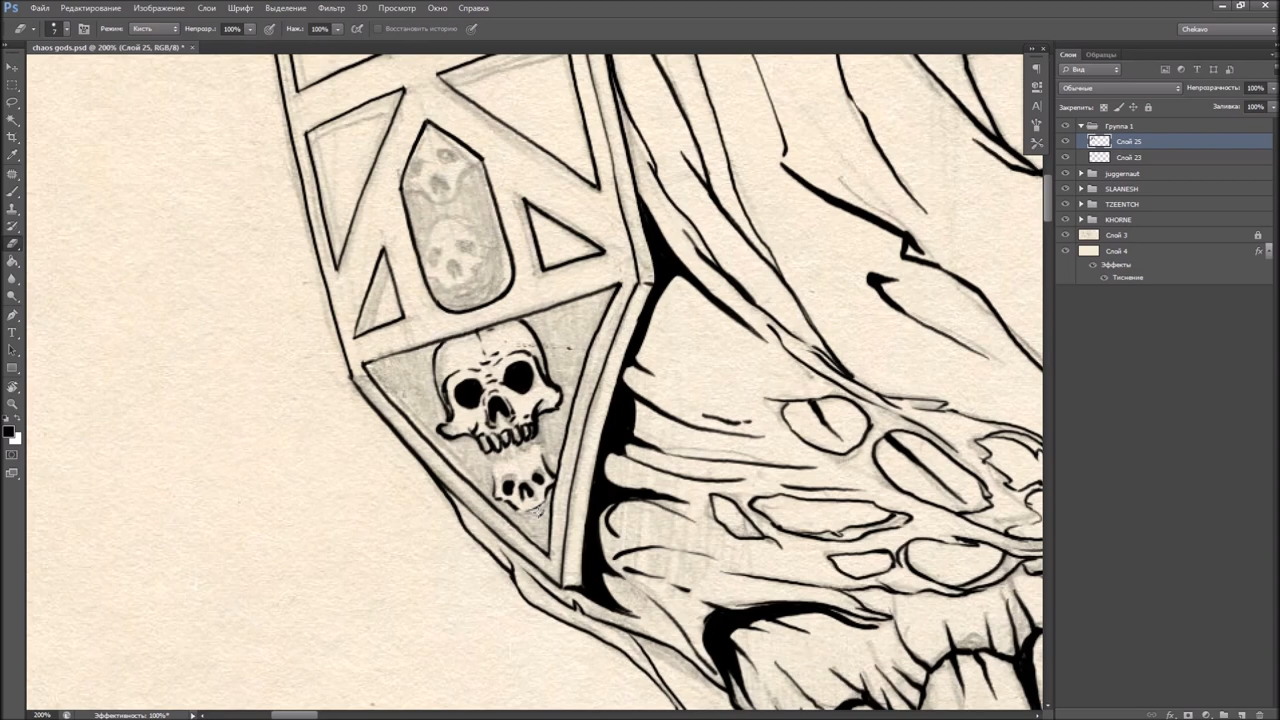 Ps Файл Редактирование Изображение Слои Шрифт Выделение Фильтр 3D Просмотр Окно Справка
7 Режим: Кисть Непрозр.: 100% Наж.: 100% Восстановить историю Chekavo
chaos gods.psd @ 200% (Слой 25, RGB/8) * ×
Слои Образцы
Вид
Обычные Непрозрачность: 100%
Закрепить: Заливка: 100%
Группа 1
Слой 25
Слой 23
juggernaut
SLAANESH
TZEENTCH
KHORNE
Слой 3
Слой 4 fx
Эффекты
Тиснение
200% Эффективность: 100%*